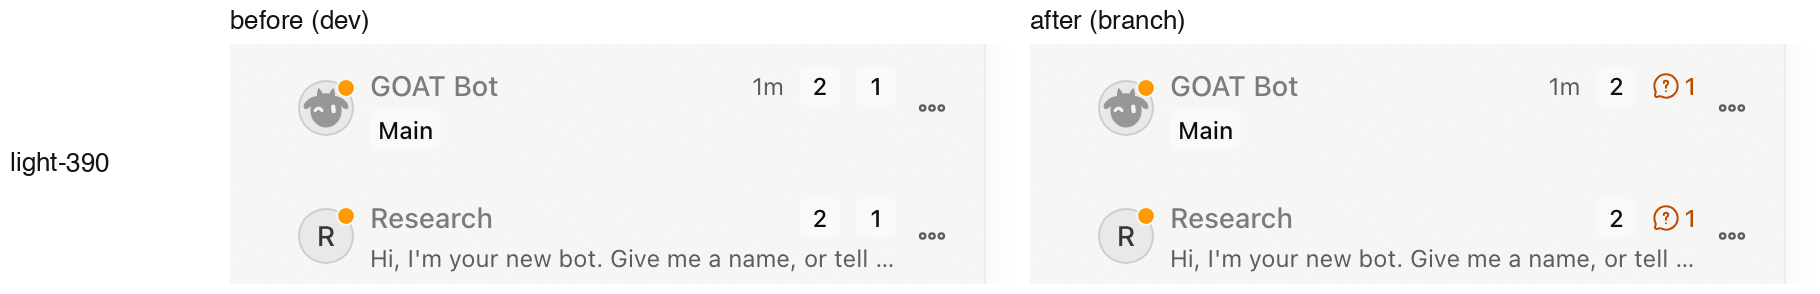 before (dev)
after (branch)
light-390
GOAT Bot 1m 2 1
Main
R Research 2 1
Hi, I'm your new bot. Give me a name, or tell ...
GOAT Bot 1m 2 ? 1
Main
R Research 2 ? 1
Hi, I'm your new bot. Give me a name, or tell ...